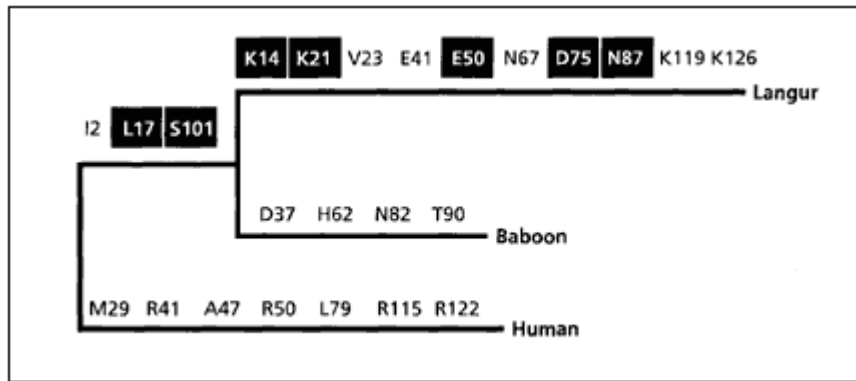 K14 K21 V23 E41 E50 N67 D75 N87 K119 K126
Langur
I2 L17 S101
D37 H62 N82 T90
Baboon
M29 R41 A47 R50 L79 R115 R122
Human